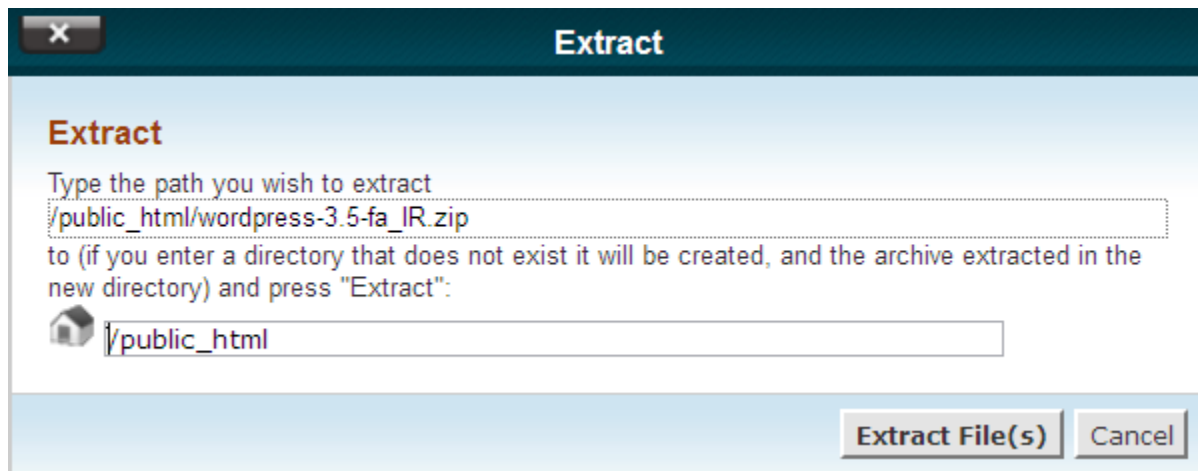 Extract
Extract
Type the path you wish to extract
/public_html/wordpress-3.5-fa_IR.zip
to (if you enter a directory that does not exist it will be created, and the archive extracted in the
new directory) and press "Extract":
/public_html
Extract File(s) Cancel